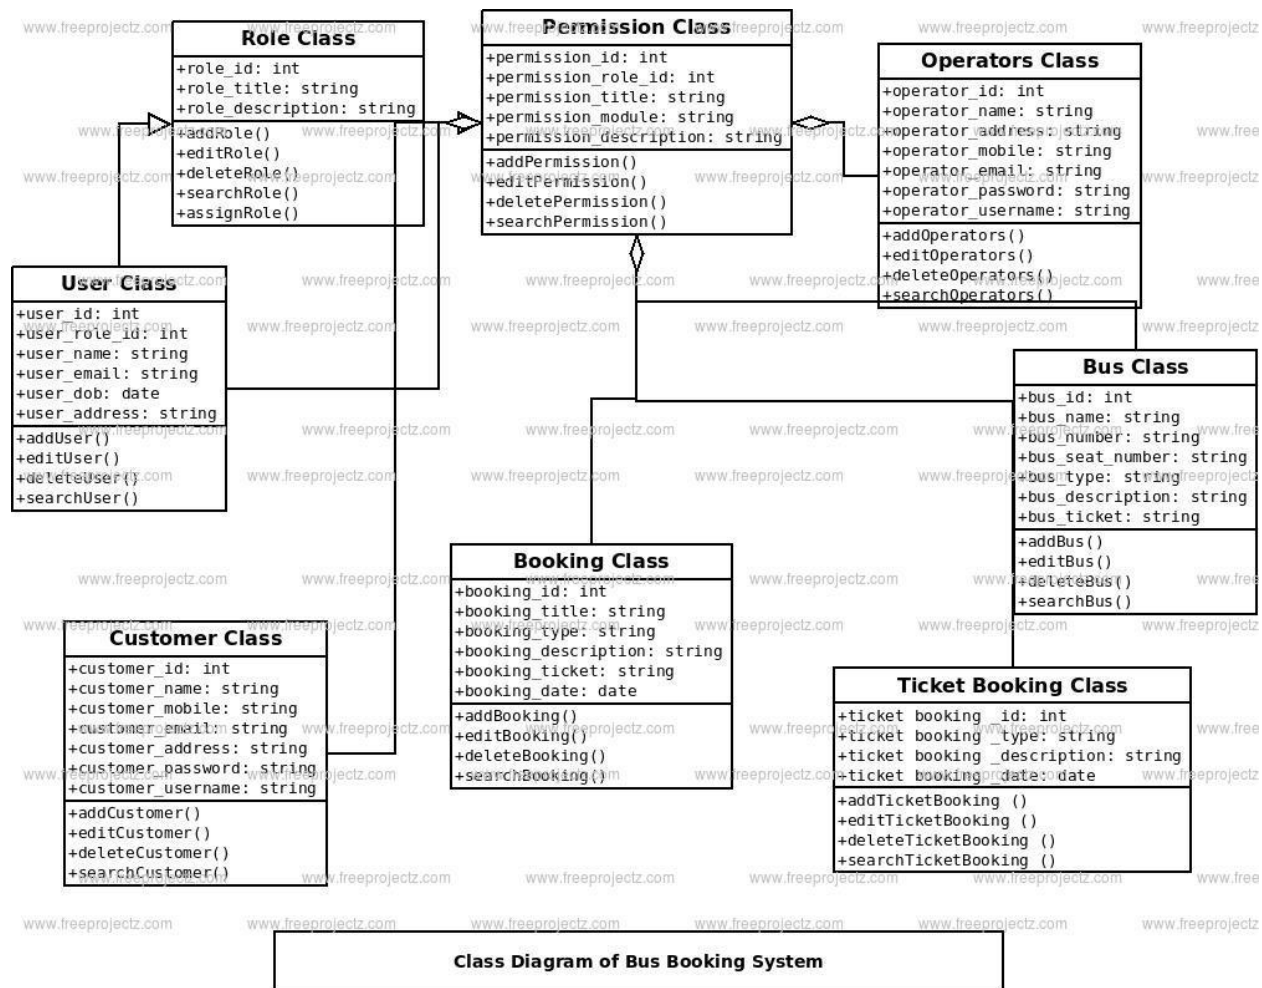 Role Class
+role_id: int
+role_title: string
+role_description: string
+addRole()
+editRole()
+deleteRole()
+searchRole()
+assignRole()
Permission Class
+permission_id: int
+permission_role_id: int
+permission_title: string
+permission_module: string
+permission_description: string
+addPermission()
+editPermission()
+deletePermission()
+searchPermission()
Operators Class
+operator_id: int
+operator_name: string
+operator_address: string
+operator_mobile: string
+operator_email: string
+operator_password: string
+operator_username: string
+addOperators()
+editOperators()
+deleteOperators()
+searchOperators()
User Class
+user_id: int
+user_role_id: int
+user_name: string
+user_email: string
+user_dob: date
+user_address: string
+addUser()
+editUser()
+deleteUser()
+searchUser()
Bus Class
+bus_id: int
+bus_name: string
+bus_number: string
+bus_seat_number: string
+bus_type: string
+bus_description: string
+bus_ticket: string
+addBus()
+editBus()
+deleteBus()
+searchBus()
Booking Class
+booking_id: int
+booking_title: string
+booking_type: string
+booking_description: string
+booking_ticket: string
+booking_date: date
+addBooking()
+editBooking()
+deleteBooking()
+searchBooking()
Customer Class
+customer_id: int
+customer_name: string
+customer_mobile: string
+customer_email: string
+customer_address: string
+customer_password: string
+customer_username: string
+addCustomer()
+editCustomer()
+deleteCustomer()
+searchCustomer()
Ticket Booking Class
+ticket booking _id: int
+ticket booking _type: string
+ticket booking _description: string
+ticket booking _date: date
+addTicketBooking ()
+editTicketBooking ()
+deleteTicketBooking ()
+searchTicketBooking ()
Class Diagram of Bus Booking System
www.freeprojectz.com